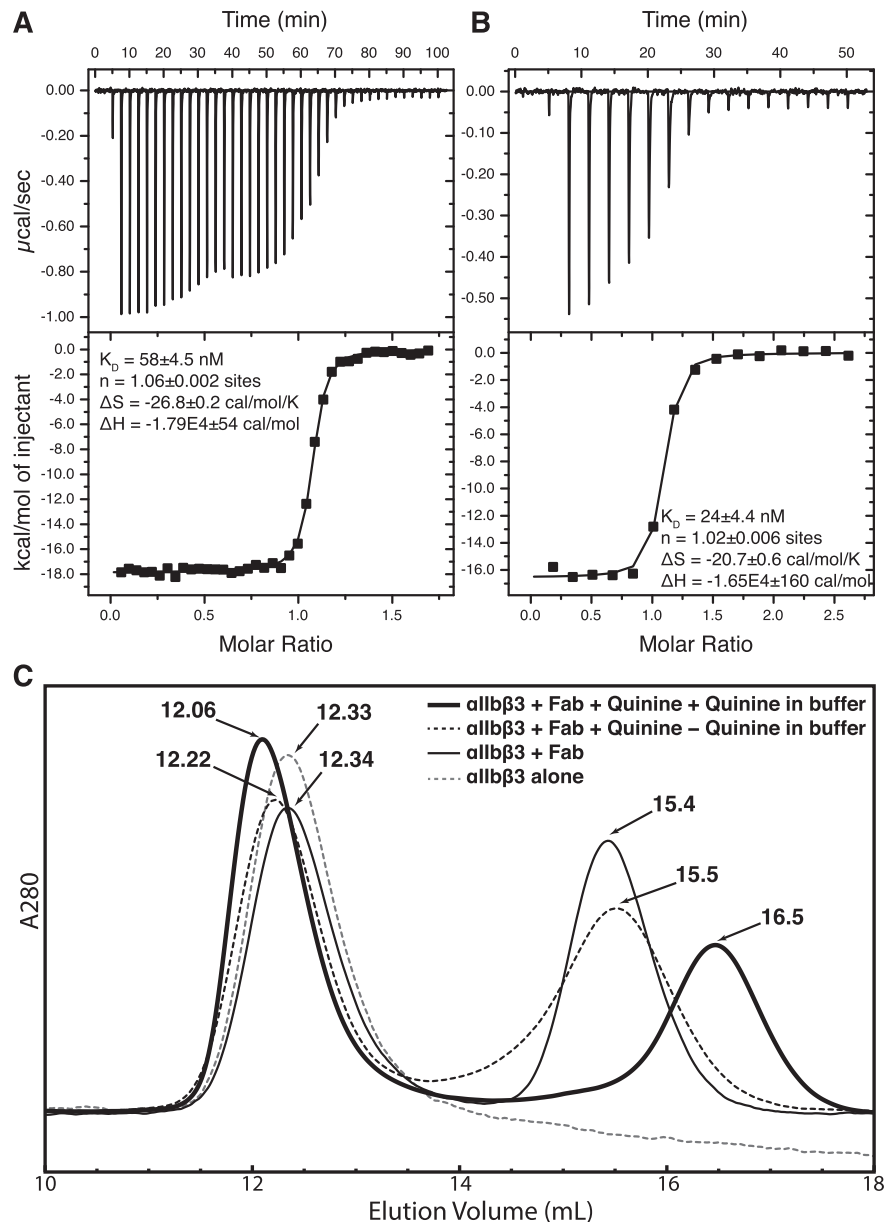 A
Time (min)
0 10 20 30 40 50 60 70 80 90 100
0.00
-0.20
-0.40
-0.60
-0.80
-1.00
µcal/sec
0.0
-2.0
-4.0
-6.0
-8.0
-10.0
-12.0
-14.0
-16.0
-18.0
kcal/mol of injectant
KD = 58±4.5 nM
n = 1.06±0.002 sites
ΔS = -26.8±0.2 cal/mol/K
ΔH = -1.79E4±54 cal/mol
0.0 0.5 1.0 1.5
Molar Ratio
B
Time (min)
0 10 20 30 40 50
0.00
-0.10
-0.20
-0.30
-0.40
-0.50
0.0
-2.0
-4.0
-6.0
-8.0
-10.0
-12.0
-14.0
-16.0
KD = 24±4.4 nM
n = 1.02±0.006 sites
ΔS = -20.7±0.6 cal/mol/K
ΔH = -1.65E4±160 cal/mol
0.0 0.5 1.0 1.5 2.0 2.5
Molar Ratio
C
αIIbβ3 + Fab + Quinine + Quinine in buffer
αIIbβ3 + Fab + Quinine – Quinine in buffer
αIIbβ3 + Fab
αIIbβ3 alone
12.06
12.33
12.22
12.34
15.4
15.5
16.5
A280
10 12 14 16 18
Elution Volume (mL)